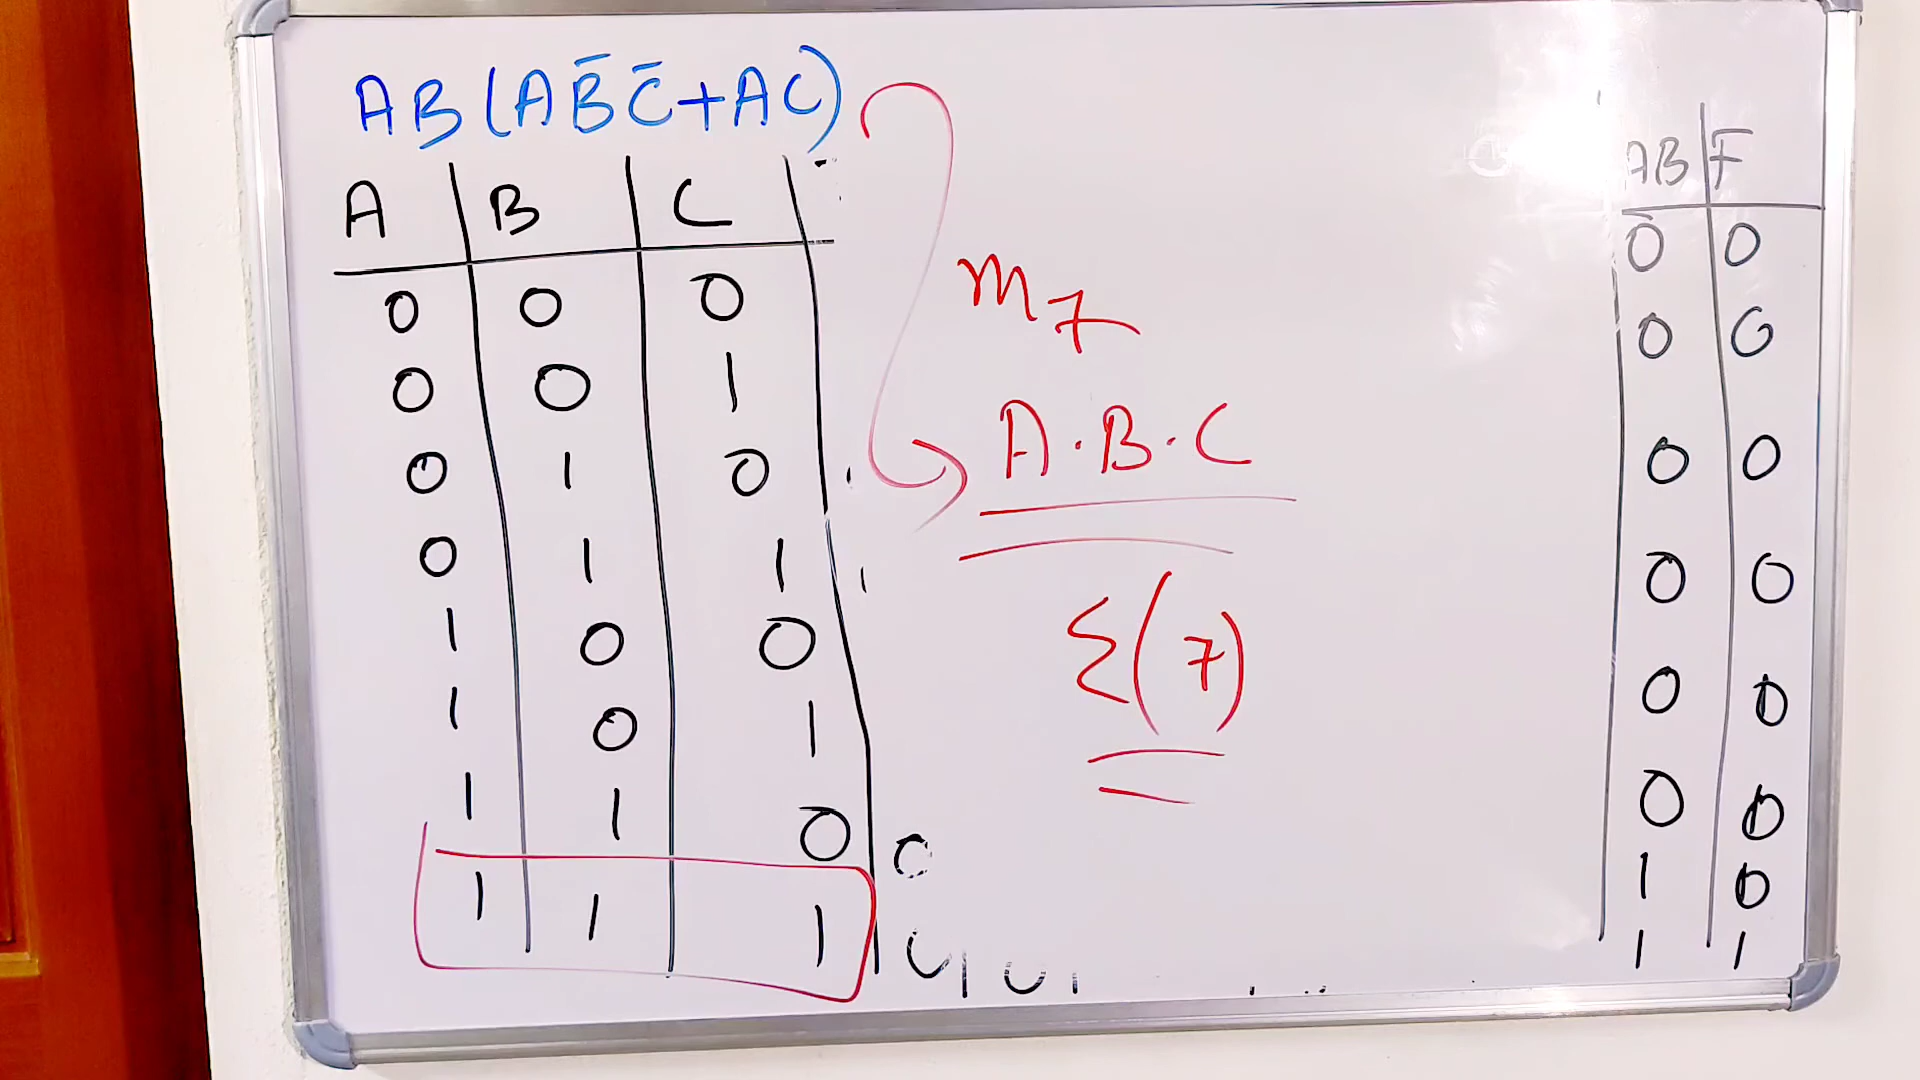 AB(AB̄C̄+AC)
A B C AB F
0 0 0 0 0
0 0 1 0 0
0 1 0 0 0
0 1 1 0 0
1 0 0 0 0
1 0 1 0 0
1 1 0 1 0
1 1 1 1 1
m7
A·B·C
Σ(7)